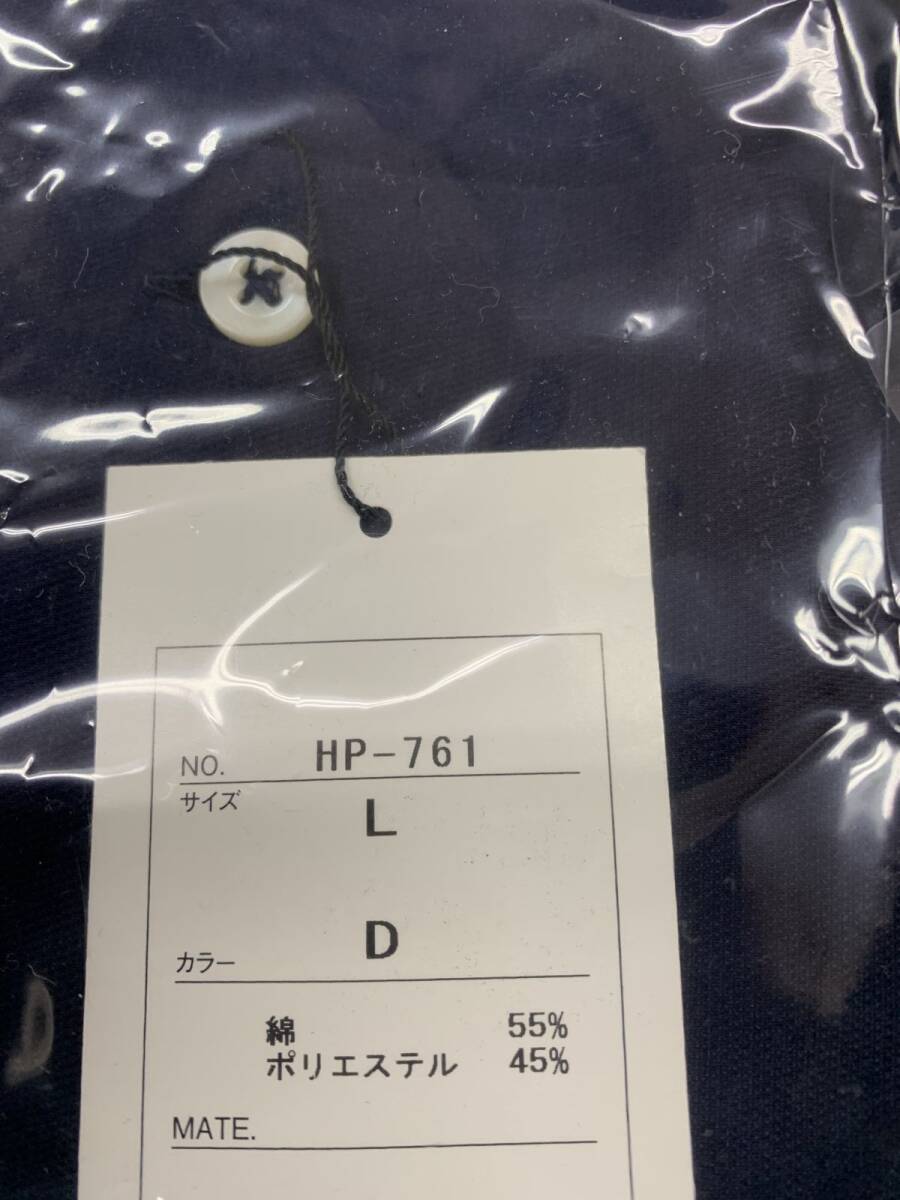 NO. HP-761
サイズ
L
カラー D
綿 55%
ポリエステル 45%
MATE.